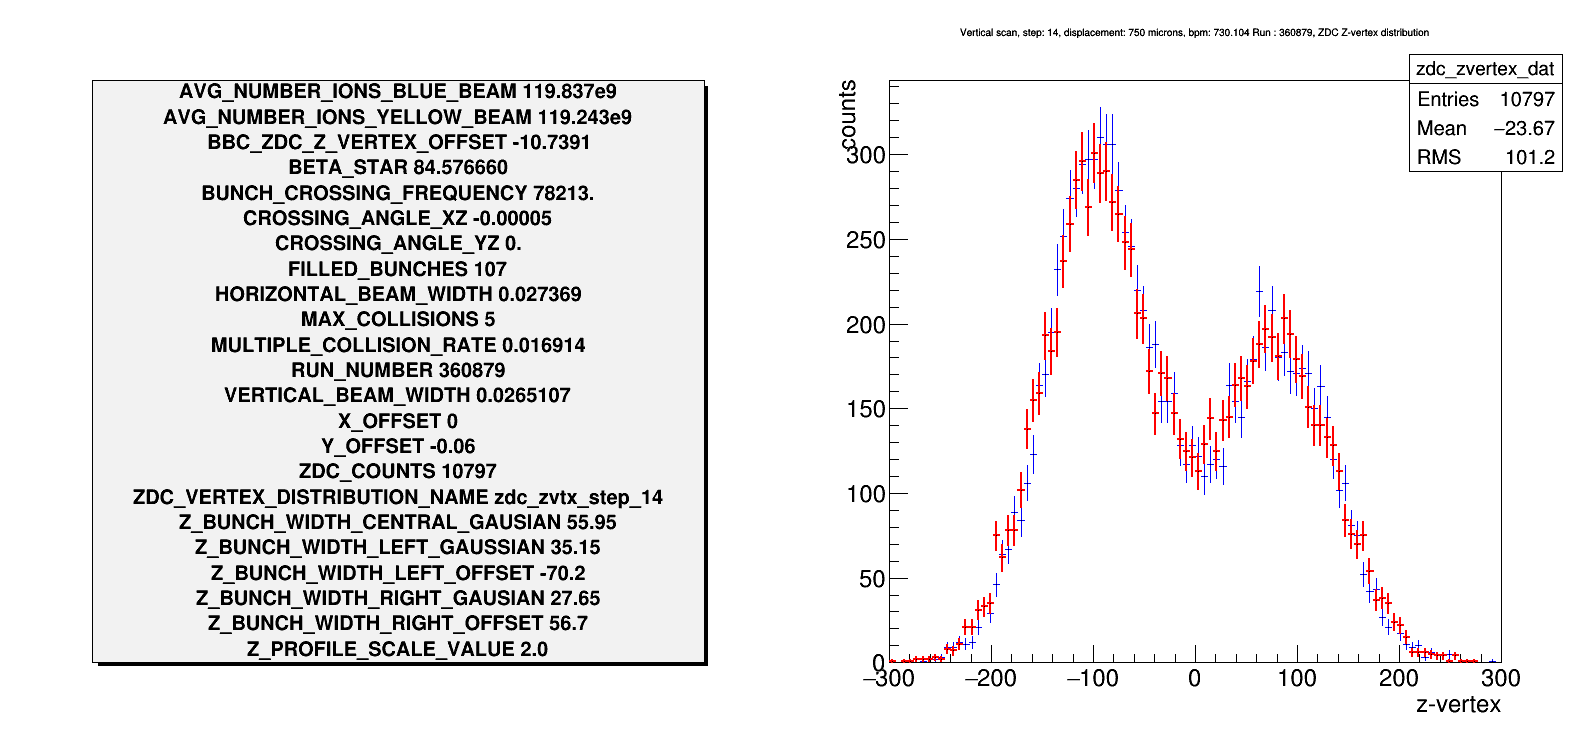 AVG_NUMBER_IONS_BLUE_BEAM 119.837e9
AVG_NUMBER_IONS_YELLOW_BEAM 119.243e9
BBC_ZDC_Z_VERTEX_OFFSET -10.7391
BETA_STAR 84.576660
BUNCH_CROSSING_FREQUENCY 78213.
CROSSING_ANGLE_XZ -0.00005
CROSSING_ANGLE_YZ 0.
FILLED_BUNCHES 107
HORIZONTAL_BEAM_WIDTH 0.027369
MAX_COLLISIONS 5
MULTIPLE_COLLISION_RATE 0.016914
RUN_NUMBER 360879
VERTICAL_BEAM_WIDTH 0.0265107
X_OFFSET 0
Y_OFFSET -0.06
ZDC_COUNTS 10797
ZDC_VERTEX_DISTRIBUTION_NAME zdc_zvtx_step_14
Z_BUNCH_WIDTH_CENTRAL_GAUSIAN 55.95
Z_BUNCH_WIDTH_LEFT_GAUSSIAN 35.15
Z_BUNCH_WIDTH_LEFT_OFFSET -70.2
Z_BUNCH_WIDTH_RIGHT_GAUSIAN 27.65
Z_BUNCH_WIDTH_RIGHT_OFFSET 56.7
Z_PROFILE_SCALE_VALUE 2.0
Vertical scan, step: 14, displacement: 750 microns, bpm: 730.104 Run : 360879, ZDC Z-vertex distribution
zdc_zvertex_dat
Entries 10797
Mean −23.67
RMS 101.2
counts
300
250
200
150
100
50
0
−300 −200 −100 0 100 200 300
z-vertex